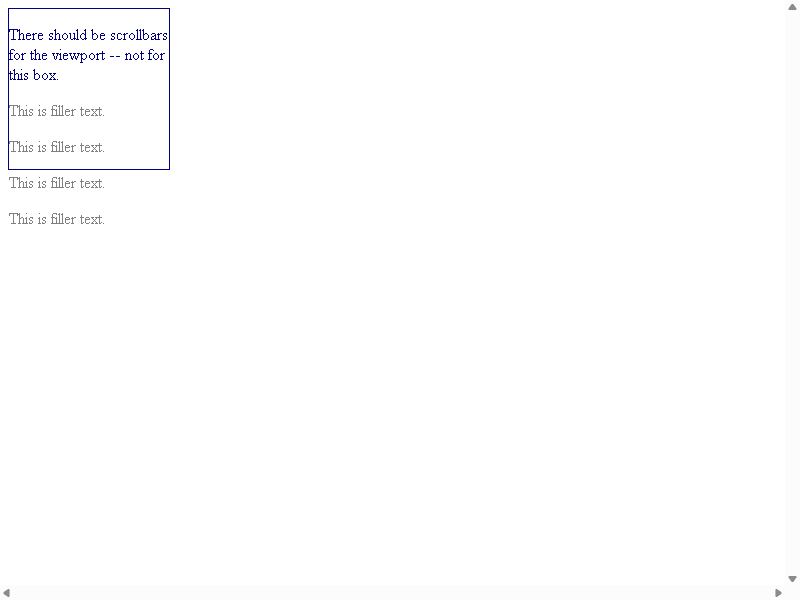 There should be scrollbars
for the viewport -- not for
this box.
This is filler text.
This is filler text.
This is filler text.
This is filler text.